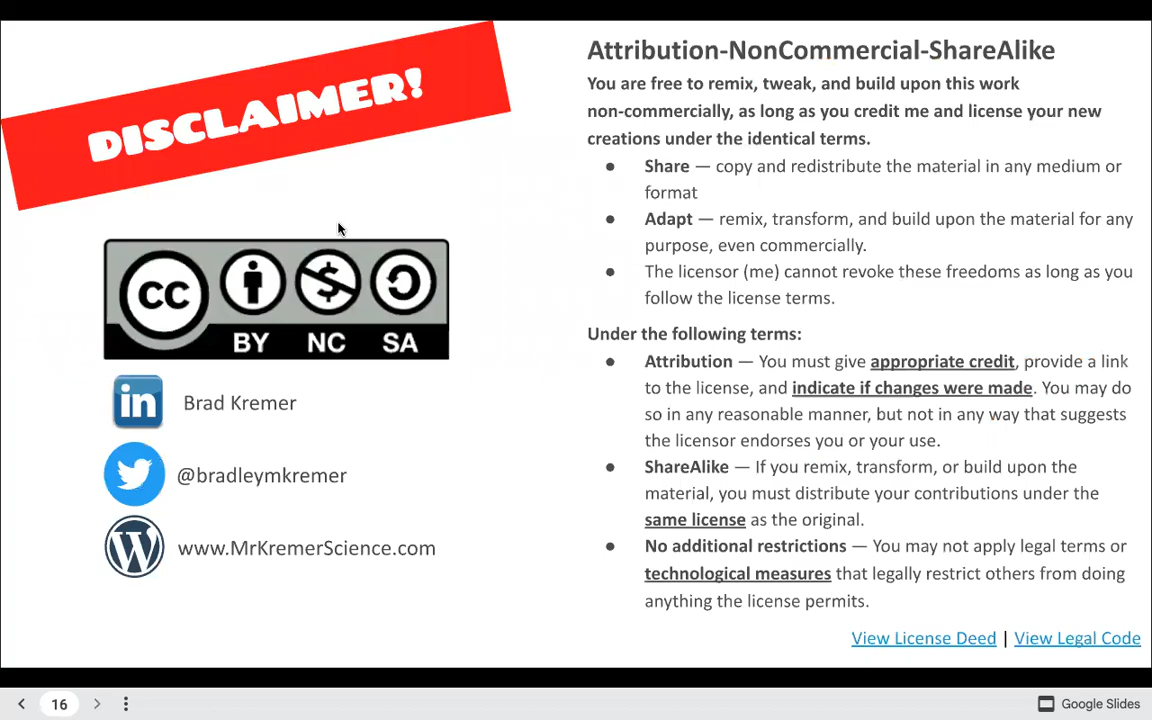 DISCLAIMER!
CC
BY NC SA
in Brad Kremer
@bradleymkremer
www.MrKremerScience.com
Attribution-NonCommercial-ShareAlike
You are free to remix, tweak, and build upon this work
non-commercially, as long as you credit me and license your new
creations under the identical terms.
● Share — copy and redistribute the material in any medium or
format
● Adapt — remix, transform, and build upon the material for any
purpose, even commercially.
● The licensor (me) cannot revoke these freedoms as long as you
follow the license terms.
Under the following terms:
● Attribution — You must give appropriate credit, provide a link
to the license, and indicate if changes were made. You may do
so in any reasonable manner, but not in any way that suggests
the licensor endorses you or your use.
● ShareAlike — If you remix, transform, or build upon the
material, you must distribute your contributions under the
same license as the original.
● No additional restrictions — You may not apply legal terms or
technological measures that legally restrict others from doing
anything the license permits.
View License Deed | View Legal Code
16
Google Slides